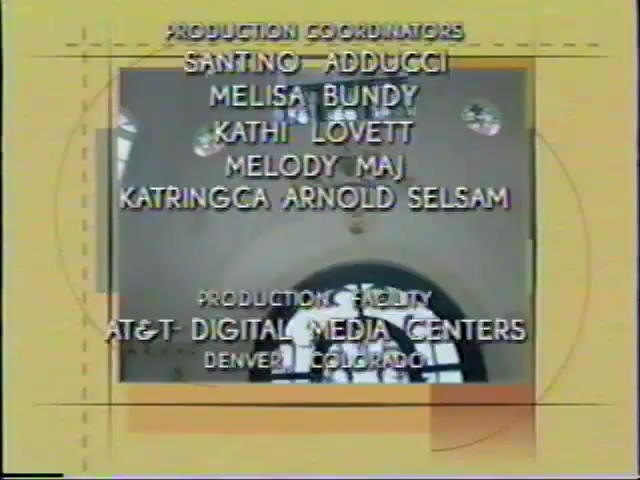 PRODUCTION COORDINATORS
SANTINO ADDUCCI
MELISA BUNDY
KATHI LOVETT
MELODY MAJ
KATRINGCA ARNOLD SELSAM
PRODUCTION FACILITY
AT&T DIGITAL MEDIA CENTERS
DENVER, COLORADO